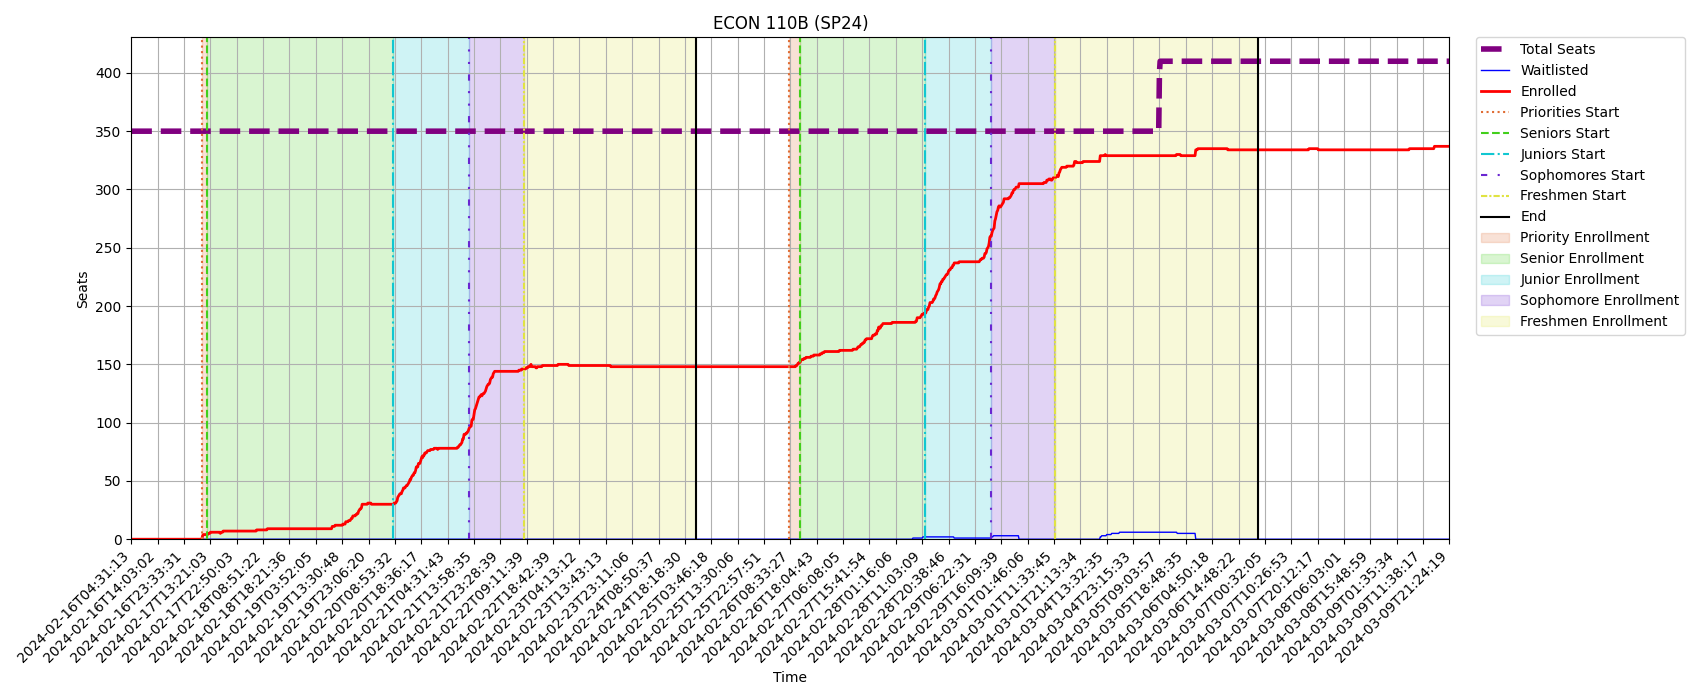 ECON 110B (SP24)
Total Seats
Waitlisted
Enrolled
Priorities Start
Seniors Start
Juniors Start
Sophomores Start
Freshmen Start
End
Priority Enrollment
Senior Enrollment
Junior Enrollment
Sophomore Enrollment
Freshmen Enrollment
Seats
400
350
300
250
200
150
100
50
0
2024-02-16T04:31:13
2024-02-16T14:03:02
2024-02-16T23:33:31
2024-02-17T13:21:03
2024-02-17T22:50:03
2024-02-18T08:51:22
2024-02-18T18:21:36
2024-02-19T03:52:05
2024-02-19T13:30:48
2024-02-19T23:06:20
2024-02-20T08:53:32
2024-02-20T18:36:17
2024-02-21T04:31:43
2024-02-21T13:58:35
2024-02-21T23:28:39
2024-02-22T09:11:39
2024-02-22T18:42:39
2024-02-23T04:13:12
2024-02-23T13:43:13
2024-02-23T23:11:06
2024-02-24T08:50:37
2024-02-24T18:18:30
2024-02-25T03:46:18
2024-02-25T13:30:06
2024-02-25T22:57:51
2024-02-26T08:33:27
2024-02-26T18:04:43
2024-02-27T06:08:05
2024-02-27T15:41:54
2024-02-28T01:16:06
2024-02-28T11:03:09
2024-02-28T20:38:46
2024-02-29T06:22:31
2024-02-29T16:09:39
2024-03-01T01:46:06
2024-03-01T11:33:45
2024-03-01T21:13:34
2024-03-04T18:32:35
2024-03-04T23:15:33
2024-03-05T09:03:57
2024-03-05T18:48:35
2024-03-06T04:50:18
2024-03-06T14:48:22
2024-03-07T00:32:05
2024-03-07T10:26:53
2024-03-07T20:12:17
2024-03-08T06:03:01
2024-03-08T15:48:59
2024-03-09T01:35:34
2024-03-09T11:38:17
2024-03-09T21:24:19
Time